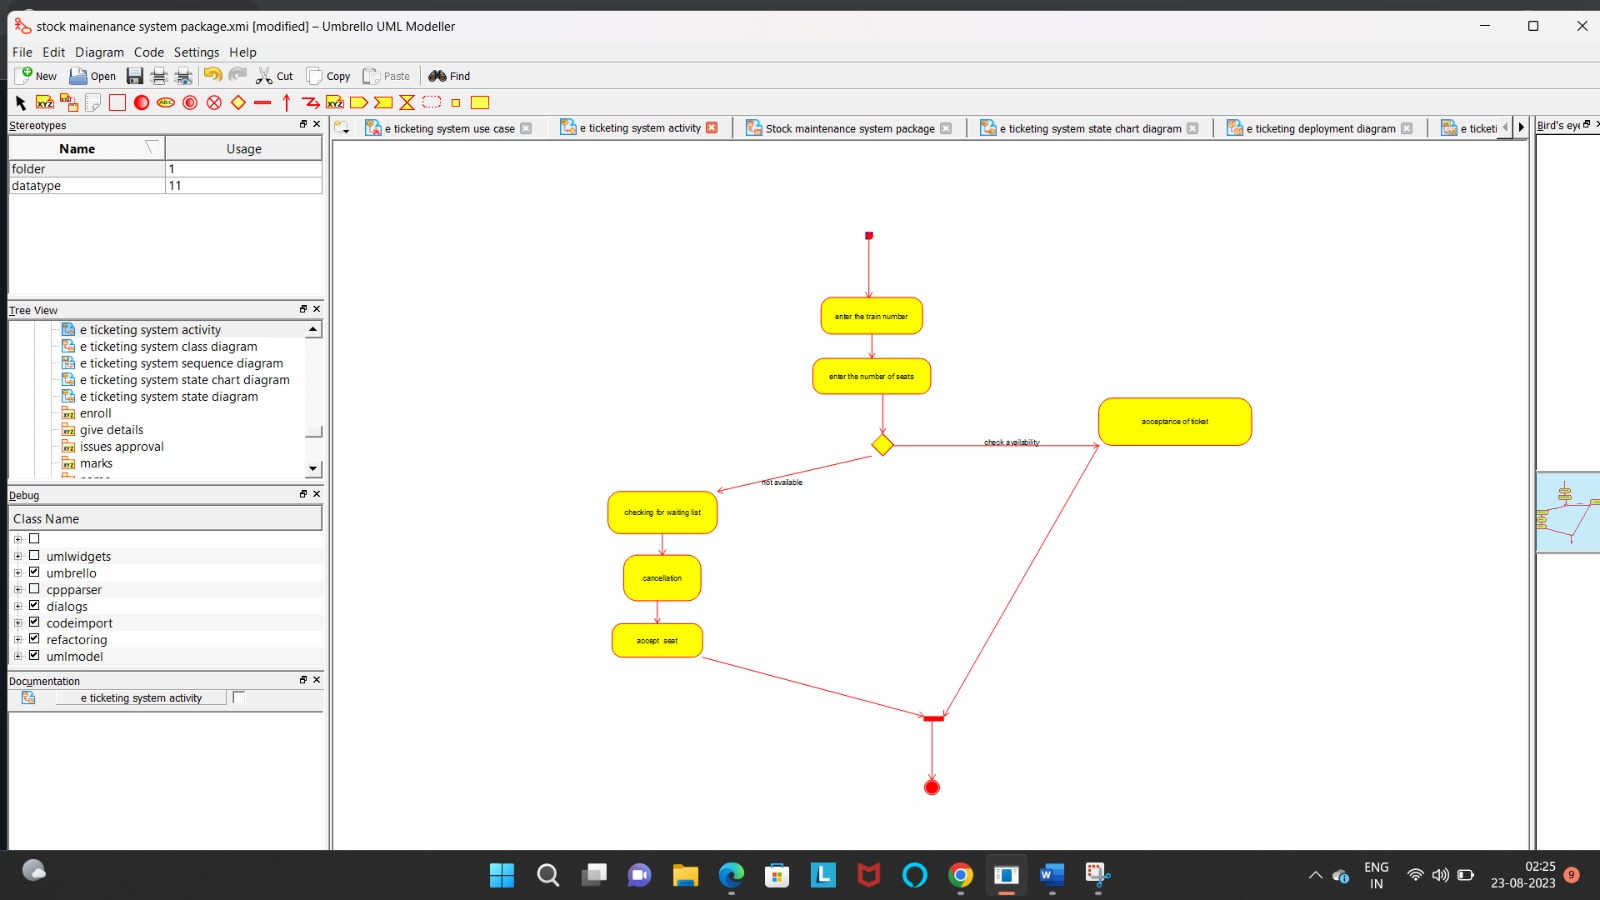 stock mainenance system package.xmi [modified] – Umbrello UML Modeller
File Edit Diagram Code Settings Help
New Open Cut Copy Paste Find
XYZ ABC XYZ
Stereotypes
Name Usage
folder 1
datatype 11
Tree View
e ticketing system activity
e ticketing system class diagram
e ticketing system sequence diagram
e ticketing system state chart diagram
e ticketing system state diagram
enroll
give details
issues approval
marks
Debug
Class Name
umlwidgets
umbrello
cppparser
dialogs
codeimport
refactoring
umlmodel
Documentation
e ticketing system activity
e ticketing system use case
e ticketing system activity
Stock maintenance system package
e ticketing system state chart diagram
e ticketing deployment diagram
e ticketi
Bird's eye
enter the train number
enter the number of seats
check availability
acceptance of ticket
not available
checking for waiting list
cancellation
accept seat
L
W
ENG
IN
02:25
23-08-2023
9